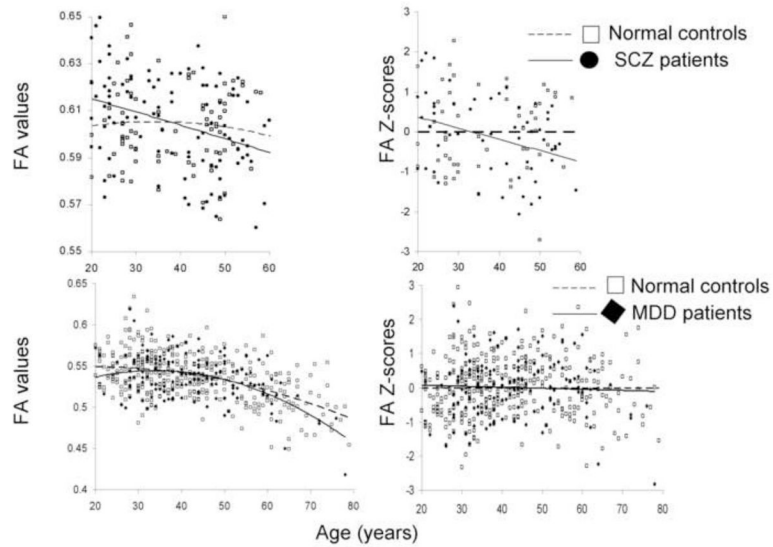 0.65
0.63
0.61
0.59
0.57
0.55
FA values
20 30 40 50 60
3
2
1
0
-1
-2
-3
FA Z-scores
20 30 40 50 60
Normal controls
SCZ patients
0.65
0.6
0.55
0.5
0.45
0.4
FA values
20 30 40 50 60 70 80
3
2
1
0
-1
-2
-3
FA Z-scores
20 30 40 50 60 70 80
Normal controls
MDD patients
Age (years)